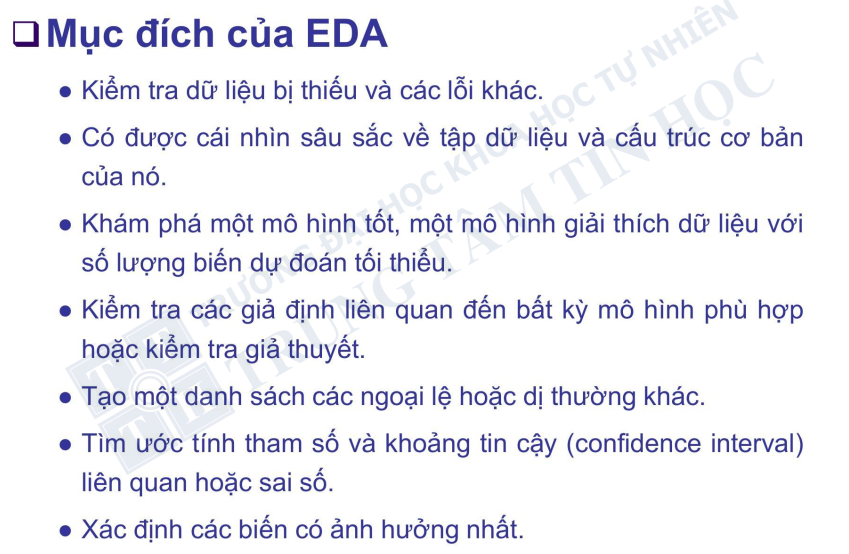 Mục đích của EDA
● Kiểm tra dữ liệu bị thiếu và các lỗi khác.
● Có được cái nhìn sâu sắc về tập dữ liệu và cấu trúc cơ bản
của nó.
● Khám phá một mô hình tốt, một mô hình giải thích dữ liệu với
số lượng biến dự đoán tối thiểu.
● Kiểm tra các giả định liên quan đến bất kỳ mô hình phù hợp
hoặc kiểm tra giả thuyết.
● Tạo một danh sách các ngoại lệ hoặc dị thường khác.
● Tìm ước tính tham số và khoảng tin cậy (confidence interval)
liên quan hoặc sai số.
● Xác định các biến có ảnh hưởng nhất.
TRƯỜNG ĐẠI HỌC KHOA HỌC TỰ NHIÊN
TRUNG TÂM TIN HỌC